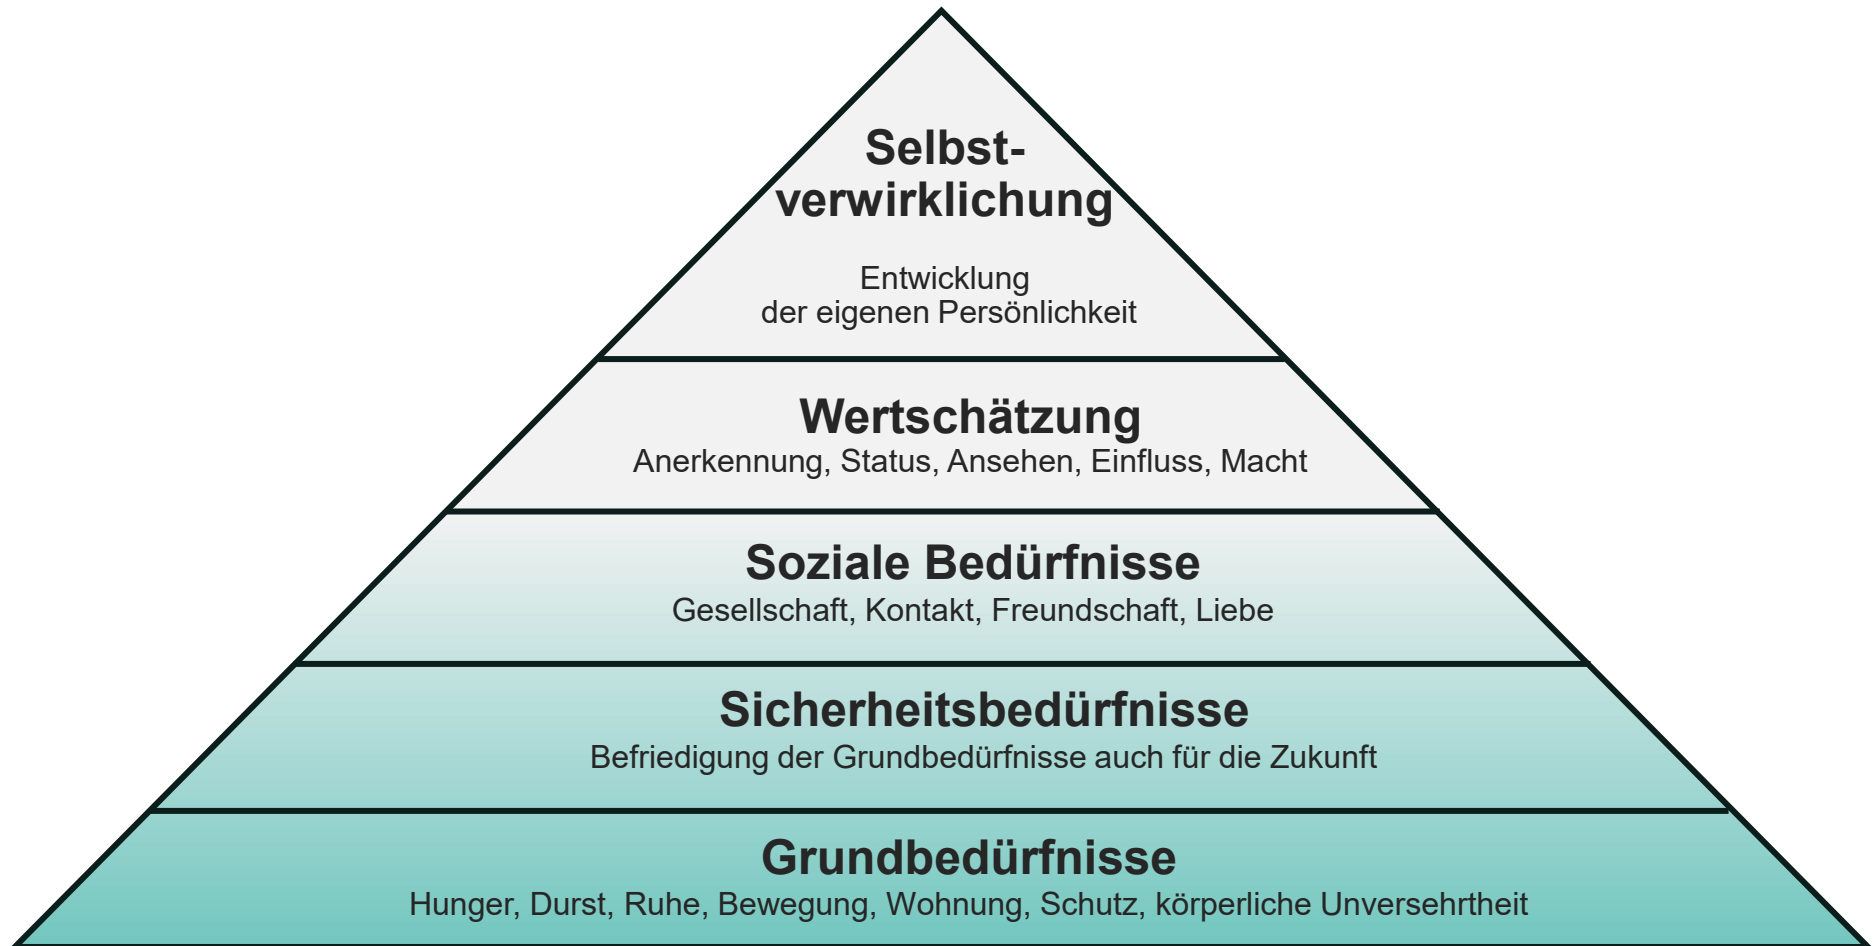 Selbst-
verwirklichung
Entwicklung
der eigenen Persönlichkeit
Wertschätzung
Anerkennung, Status, Ansehen, Einfluss, Macht
Soziale Bedürfnisse
Gesellschaft, Kontakt, Freundschaft, Liebe
Sicherheitsbedürfnisse
Befriedigung der Grundbedürfnisse auch für die Zukunft
Grundbedürfnisse
Hunger, Durst, Ruhe, Bewegung, Wohnung, Schutz, körperliche Unversehrtheit